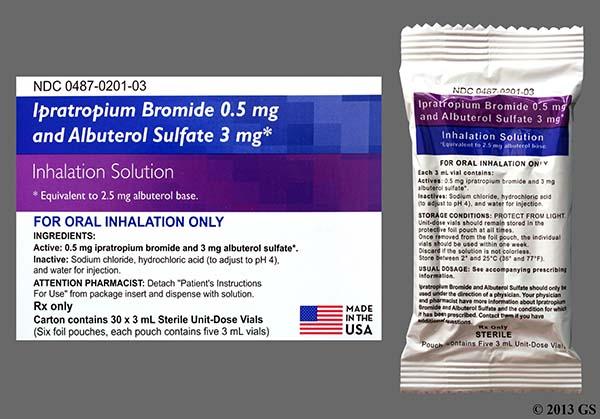 NDC 0487-0201-03
Ipratropium Bromide 0.5 mg
and Albuterol Sulfate 3 mg*
Inhalation Solution
* Equivalent to 2.5 mg albuterol base.
FOR ORAL INHALATION ONLY
INGREDIENTS:
Active: 0.5 mg ipratropium bromide and 3 mg albuterol sulfate*.
Inactive: Sodium chloride, hydrochloric acid (to adjust to pH 4),
and water for injection.
ATTENTION PHARMACIST: Detach "Patient's Instructions
For Use" from package insert and dispense with solution.
Rx only
Carton contains 30 x 3 mL Sterile Unit-Dose Vials
(Six foil pouches, each pouch contains five 3 mL vials)
MADE
IN THE
USA
NDC 0487-0201-03
Ipratropium Bromide 0.5 mg
and Albuterol Sulfate 3 mg*
Inhalation Solution
*Equivalent to 2.5 mg albuterol base.
FOR ORAL INHALATION ONLY
Each 3 mL vial contains:
Actives: 0.5 mg ipratropium bromide and 3 mg
albuterol sulfate*.
Inactives: Sodium chloride, hydrochloric acid
(to adjust to pH 4), and water for injection.
STORAGE CONDITIONS: PROTECT FROM LIGHT.
Unit-dose vials should remain stored in the
protective foil pouch at all times.
Once removed from the foil pouch, the individual
vials should be used within one week.
Discard if the solution is not colorless.
Store between 2° and 25°C (36° and 77°F).
USUAL DOSAGE: See accompanying prescribing
information.
Ipratropium Bromide and Albuterol Sulfate should only be
used under the direction of a physician. Your physician
and pharmacist have more information about Ipratropium
Bromide and Albuterol Sulfate and the condition for which
it has been prescribed. Contact them if you have
additional questions.
Rx Only
STERILE
Pouch contains Five 3 mL Unit-Dose Vials
© 2013 GS